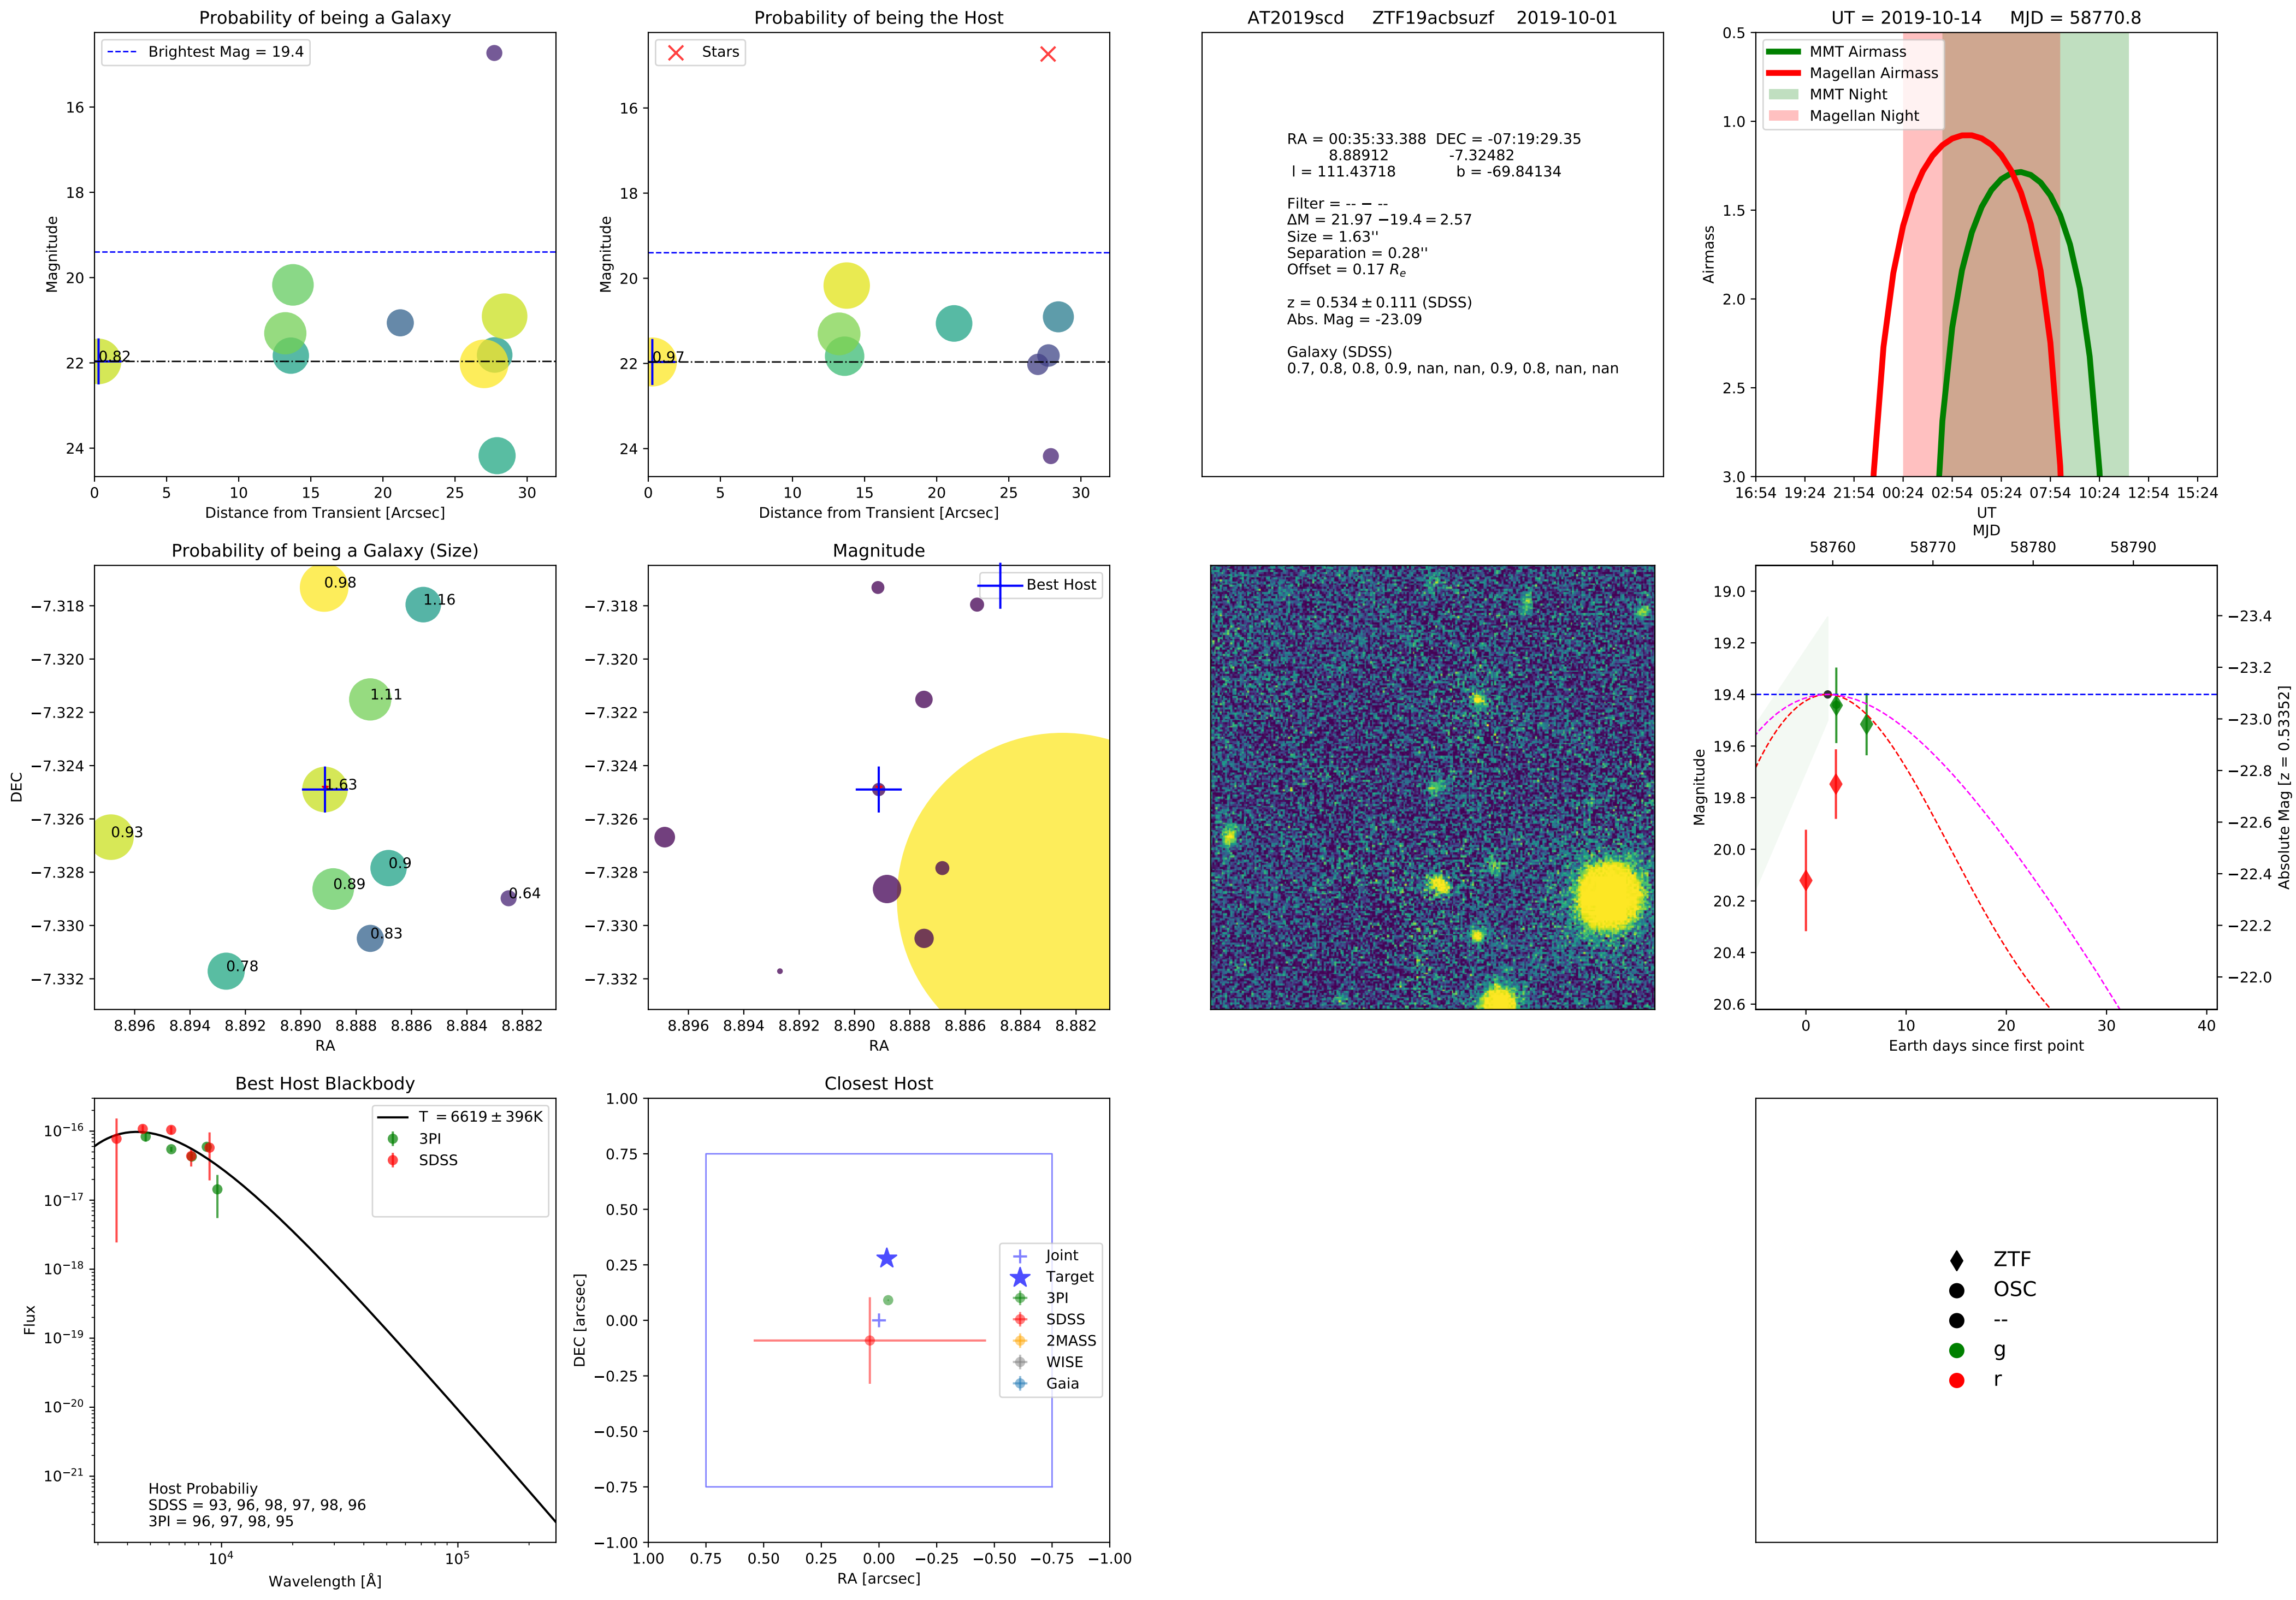 Probability of being a Galaxy
Brightest Mag = 19.4
0.82
Magnitude
16
18
20
22
24
0 5 10 15 20 25 30
Distance from Transient [Arcsec]
Probability of being the Host
Stars
0.97
Magnitude
16
18
20
22
24
0 5 10 15 20 25 30
Distance from Transient [Arcsec]
AT2019scd ZTF19acbsuzf 2019-10-01
RA = 00:35:33.388 DEC = -07:19:29.35
8.88912 -7.32482
l = 111.43718 b = -69.84134
Filter = -- − --
ΔM = 21.97 −19.4 = 2.57
Size = 1.63''
Separation = 0.28''
Offset = 0.17 Rₑ
z = 0.534 ± 0.111 (SDSS)
Abs. Mag = -23.09
Galaxy (SDSS)
0.7, 0.8, 0.8, 0.9, nan, nan, 0.9, 0.8, nan, nan
UT = 2019-10-14 MJD = 58770.8
MMT Airmass
Magellan Airmass
MMT Night
Magellan Night
Airmass
0.5
1.0
1.5
2.0
2.5
3.0
16:54 19:24 21:54 00:24 02:54 05:24 07:54 10:24 12:54 15:24
UT
Probability of being a Galaxy (Size)
0.98
1.16
1.11
1.63
0.93
0.9
0.89
0.64
0.83
0.78
DEC
−7.318
−7.320
−7.322
−7.324
−7.326
−7.328
−7.330
−7.332
8.896 8.894 8.892 8.890 8.888 8.886 8.884 8.882
RA
Magnitude
Best Host
−7.318
−7.320
−7.322
−7.324
−7.326
−7.328
−7.330
−7.332
8.896 8.894 8.892 8.890 8.888 8.886 8.884 8.882
RA
MJD
58760 58770 58780 58790
Magnitude
19.0
19.2
19.4
19.6
19.8
20.0
20.2
20.4
20.6
−23.4
−23.2
−23.0
−22.8
−22.6
−22.4
−22.2
−22.0
Absolute Mag [z = 0.533352]
0 10 20 30 40
Earth days since first point
Best Host Blackbody
T = 6619 ± 396K
3PI
SDSS
Flux
10⁻¹⁶
10⁻¹⁷
10⁻¹⁸
10⁻¹⁹
10⁻²⁰
10⁻²¹
Host Probabiliy
SDSS = 93, 96, 98, 97, 98, 96
3PI = 96, 97, 98, 95
10⁴ 10⁵
Wavelength [Å]
Closest Host
Joint
Target
3PI
SDSS
2MASS
WISE
Gaia
DEC [arcsec]
1.00
0.75
0.50
0.25
0.00
−0.25
−0.50
−0.75
−1.00
1.00 0.75 0.50 0.25 0.00 −0.25 −0.50 −0.75 −1.00
RA [arcsec]
ZTF
OSC
--
g
r